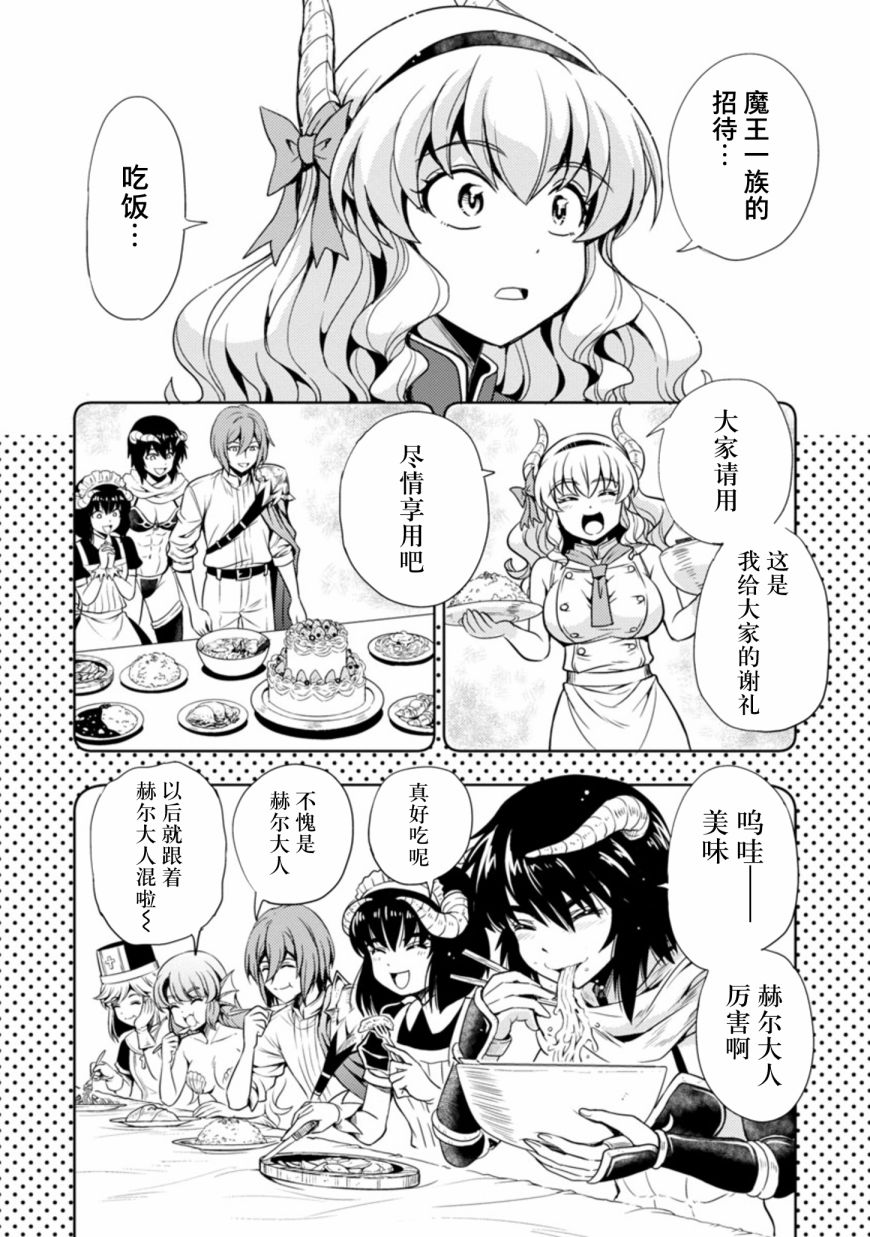 魔王一族的
招待…
吃饭…
大家请用
这是
我给大家的谢礼
尽情享用吧
呜哇——
美味
赫尔大人
厉害啊
真好吃呢
不愧是
赫尔大人
以后就跟着
赫尔大人混啦～